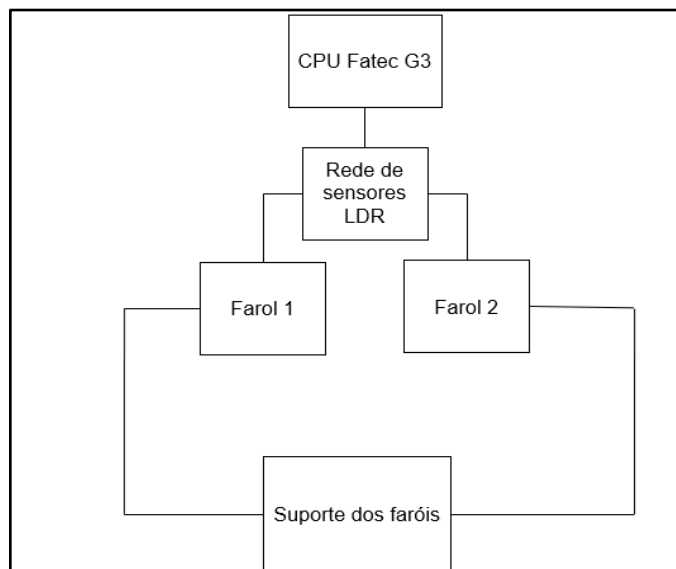 CPU Fatec G3
Rede de
sensores
LDR
Farol 1
Farol 2
Suporte dos faróis